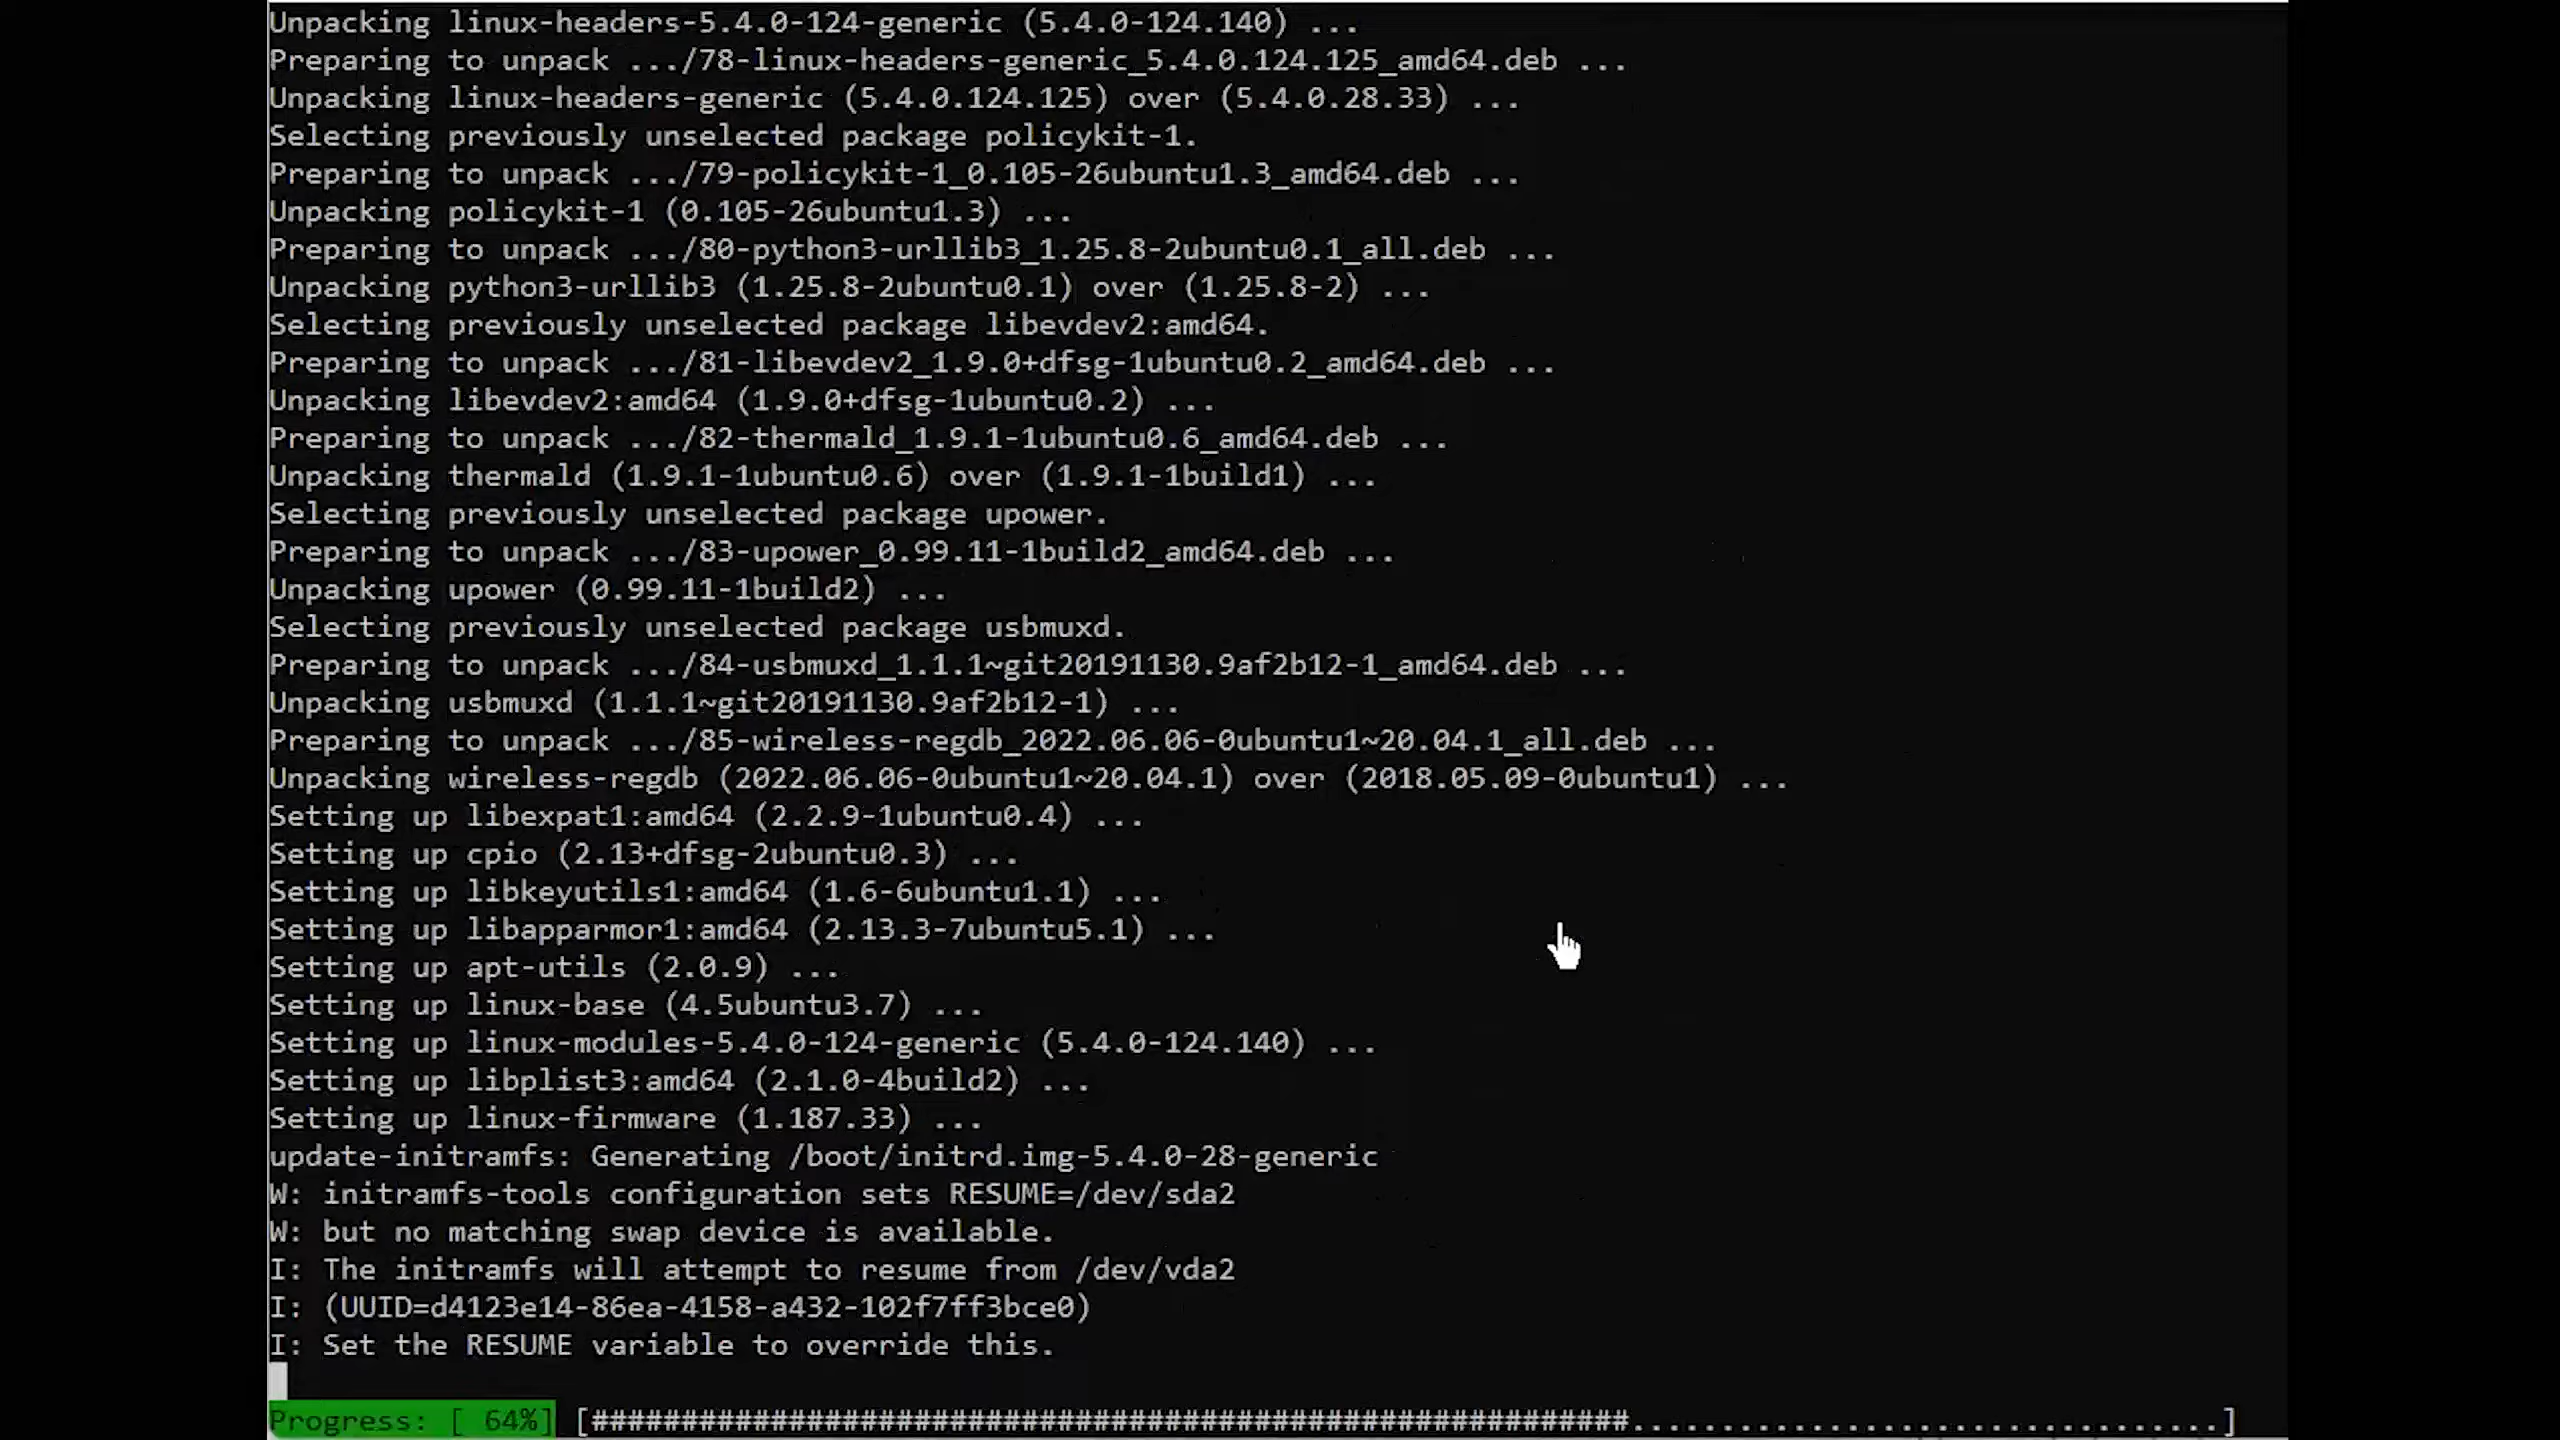 Unpacking linux-headers-5.4.0-124-generic (5.4.0-124.140) ...
Preparing to unpack .../78-linux-headers-generic_5.4.0.124.125_amd64.deb ...
Unpacking linux-headers-generic (5.4.0.124.125) over (5.4.0.28.33) ...
Selecting previously unselected package policykit-1.
Preparing to unpack .../79-policykit-1_0.105-26ubuntu1.3_amd64.deb ...
Unpacking policykit-1 (0.105-26ubuntu1.3) ...
Preparing to unpack .../80-python3-urllib3_1.25.8-2ubuntu0.1_all.deb ...
Unpacking python3-urllib3 (1.25.8-2ubuntu0.1) over (1.25.8-2) ...
Selecting previously unselected package libevdev2:amd64.
Preparing to unpack .../81-libevdev2_1.9.0+dfsg-1ubuntu0.2_amd64.deb ...
Unpacking libevdev2:amd64 (1.9.0+dfsg-1ubuntu0.2) ...
Preparing to unpack .../82-thermald_1.9.1-1ubuntu0.6_amd64.deb ...
Unpacking thermald (1.9.1-1ubuntu0.6) over (1.9.1-1build1) ...
Selecting previously unselected package upower.
Preparing to unpack .../83-upower_0.99.11-1build2_amd64.deb ...
Unpacking upower (0.99.11-1build2) ...
Selecting previously unselected package usbmuxd.
Preparing to unpack .../84-usbmuxd_1.1.1~git20191130.9af2b12-1_amd64.deb ...
Unpacking usbmuxd (1.1.1~git20191130.9af2b12-1) ...
Preparing to unpack .../85-wireless-regdb_2022.06.06-0ubuntu1~20.04.1_all.deb ...
Unpacking wireless-regdb (2022.06.06-0ubuntu1~20.04.1) over (2018.05.09-0ubuntu1) ...
Setting up libexpat1:amd64 (2.2.9-1ubuntu0.4) ...
Setting up cpio (2.13+dfsg-2ubuntu0.3) ...
Setting up libkeyutils1:amd64 (1.6-6ubuntu1.1) ...
Setting up libapparmor1:amd64 (2.13.3-7ubuntu5.1) ...
Setting up apt-utils (2.0.9) ...
Setting up linux-base (4.5ubuntu3.7) ...
Setting up linux-modules-5.4.0-124-generic (5.4.0-124.140) ...
Setting up libplist3:amd64 (2.1.0-4build2) ...
Setting up linux-firmware (1.187.33) ...
update-initramfs: Generating /boot/initrd.img-5.4.0-28-generic
W: initramfs-tools configuration sets RESUME=/dev/sda2
W: but no matching swap device is available.
I: The initramfs will attempt to resume from /dev/vda2
I: (UUID=d4123e14-86ea-4158-a432-102f7ff3bce0)
I: Set the RESUME variable to override this.
Progress: [ 64%] [##########################################################.................................]